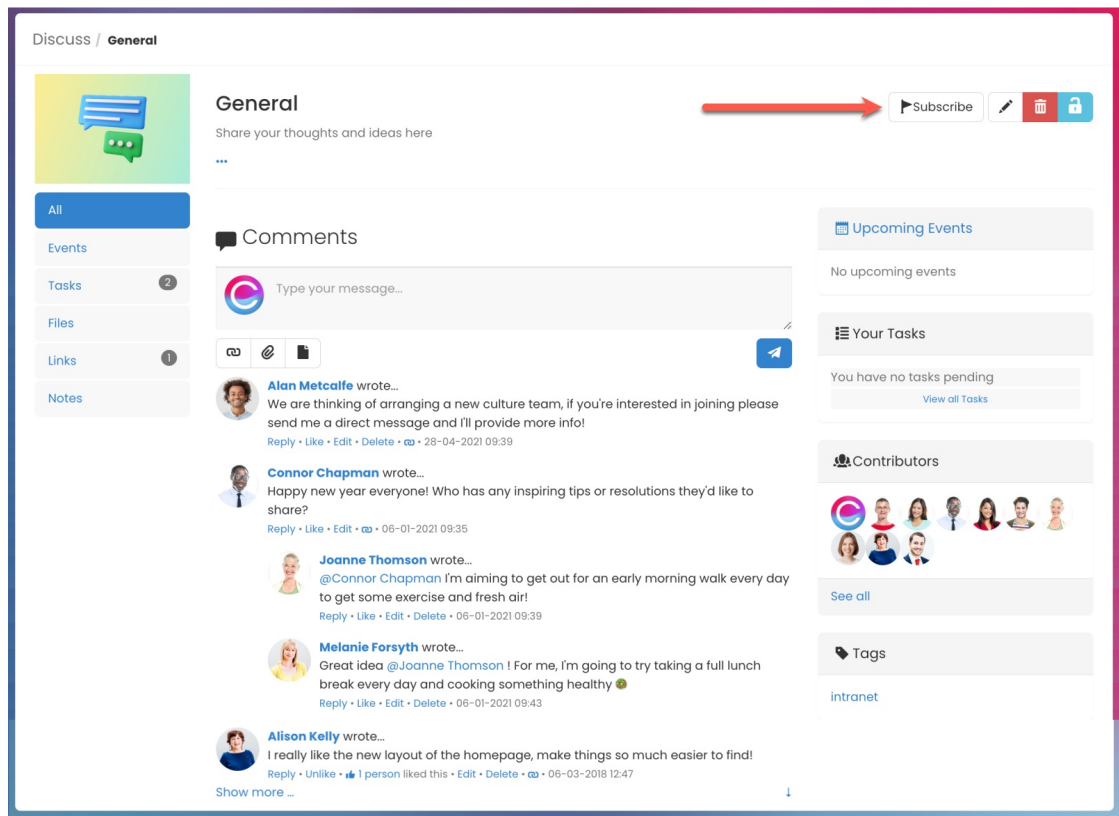 Discuss / General
General
Subscribe
Share your thoughts and ideas here
...
All
Events
Tasks 2
Files
Links 1
Notes
Comments
Type your message...
Alan Metcalfe wrote...
We are thinking of arranging a new culture team, if you're interested in joining please
send me a direct message and I'll provide more info!
Reply • Like • Edit • Delete • 28-04-2021 09:39
Connor Chapman wrote...
Happy new year everyone! Who has any inspiring tips or resolutions they'd like to
share?
Reply • Like • Edit • 06-01-2021 09:35
Joanne Thomson wrote...
@Connor Chapman I'm aiming to get out for an early morning walk every day
to get some exercise and fresh air!
Reply • Like • Edit • Delete • 06-01-2021 09:39
Melanie Forsyth wrote...
Great idea @Joanne Thomson ! For me, I'm going to try taking a full lunch
break every day and cooking something healthy
Reply • Like • Edit • Delete • 06-01-2021 09:43
Alison Kelly wrote...
I really like the new layout of the homepage, make things so much easier to find!
Reply • Unlike • 1 person liked this • Edit • Delete • 06-03-2018 12:47
Show more ... ↓
Upcoming Events
No upcoming events
Your Tasks
You have no tasks pending
View all Tasks
Contributors
See all
Tags
intranet